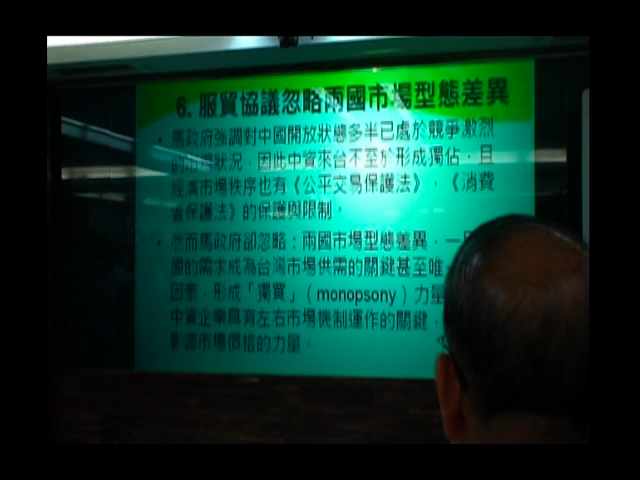 6. 服貿協議忽略兩國市場型態差異
• 馬政府強調對中國開放狀態多半已處於競爭激烈
的市場狀況，因此中資來台不至於形成獨佔，且
經濟市場秩序也有《公平交易保護法》、《消費
者保護法》的保護與限制。
• 然而馬政府卻忽略：兩國市場型態差異，一旦
國的需求成為台灣市場供需的關鍵甚至唯
因素，形成「獨買」（monopsony）力量
中資企業具有左右市場機制運作的關鍵，
影響市場價格的力量。